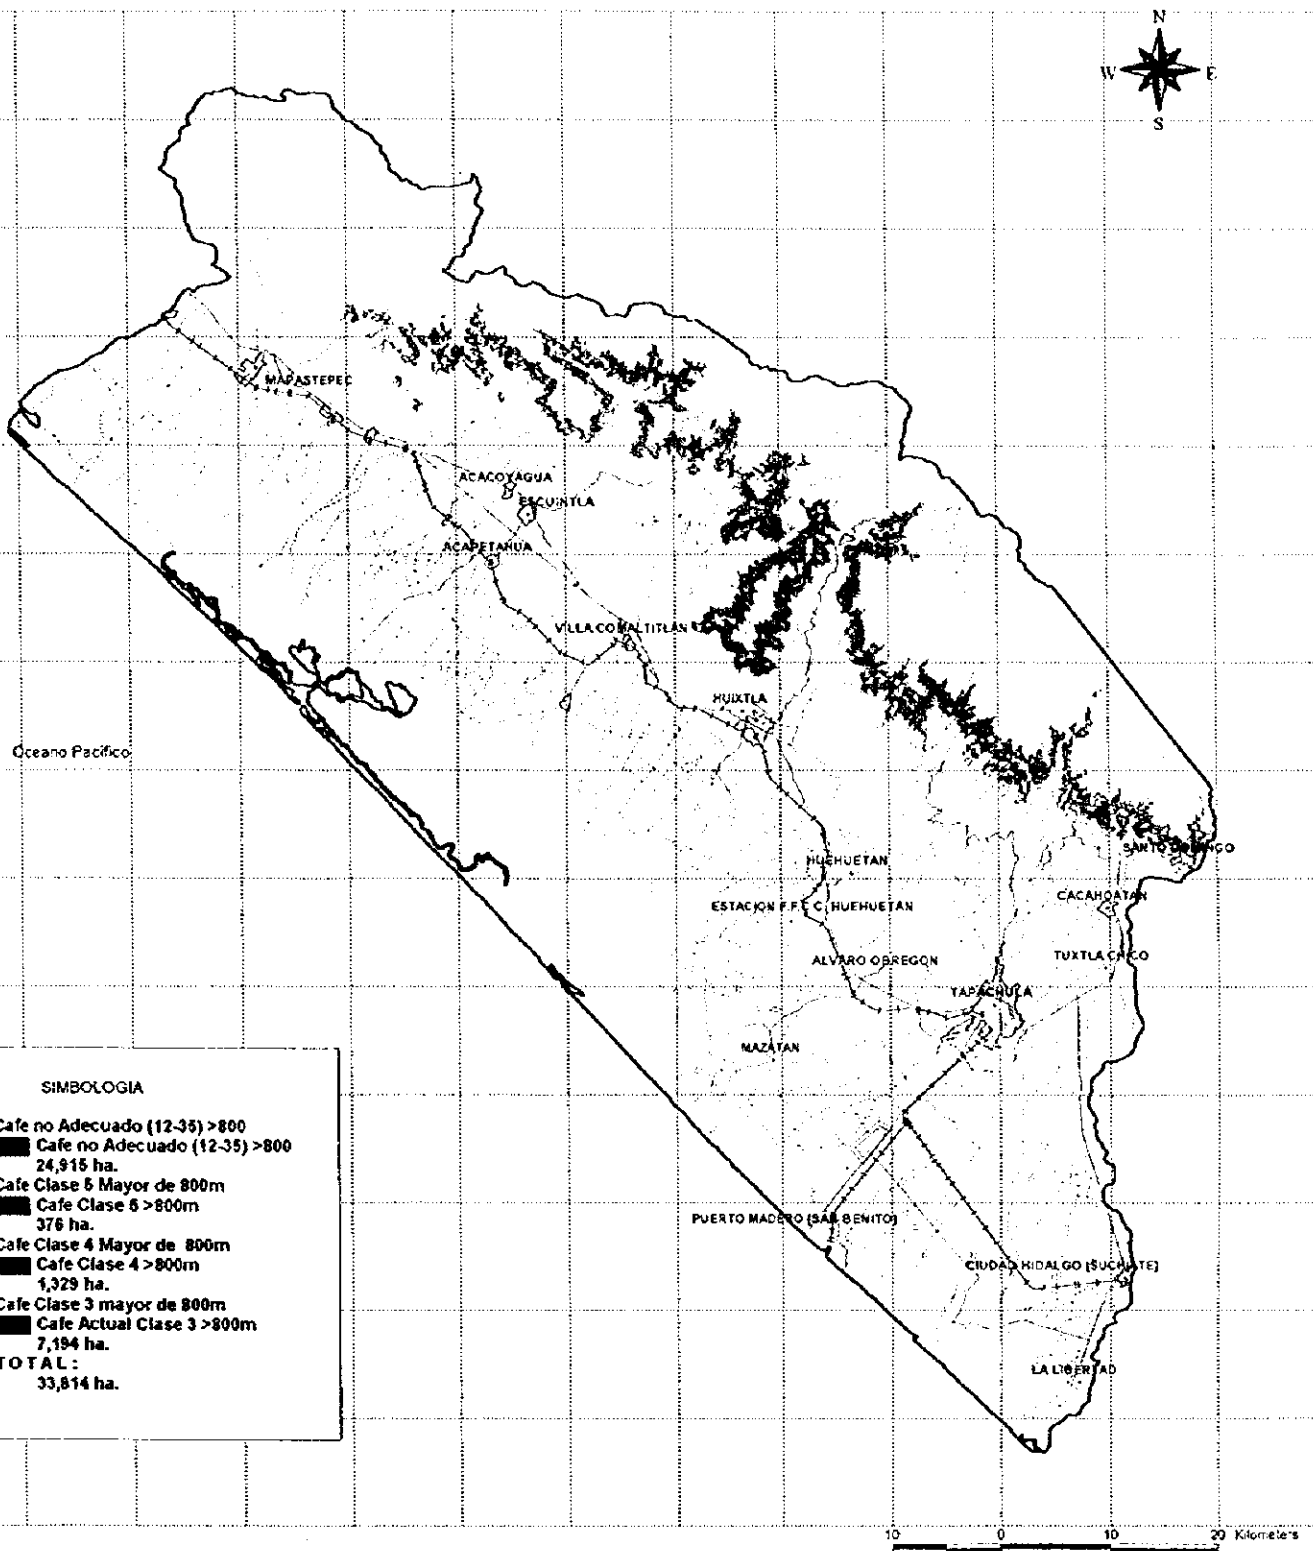 N
W E
S
MAPASTEPEC
ACACOYAGUA
ESCUINTLA
ACAPETAHUA
VILLA COMALTITLAN
HUIXTLA
Oceano Pacifico
HUEHUETAN
SANTO DOMINGO
CACAHOATAN
ESTACION F.F.C.C. HUEHUETAN
ALVARO OBREGON
TUXTLA CHICO
TAPACHULA
MAZATAN
SIMBOLOGIA
Cafe no Adecuado (12-35) >800
Cafe no Adecuado (12-35) >800
24,915 ha.
Cafe Clase 5 Mayor de 800m
Cafe Clase 5 >800m
376 ha.
Cafe Clase 4 Mayor de 800m
Cafe Clase 4 >800m
1,329 ha.
Cafe Clase 3 mayor de 800m
Cafe Actual Clase 3 >800m
7,194 ha.
TOTAL:
33,814 ha.
PUERTO MADERO (SAN BENITO)
CIUDAD HIDALGO (SUCHIATE)
LA LIBERTAD
10 0 10 20 Kilometers